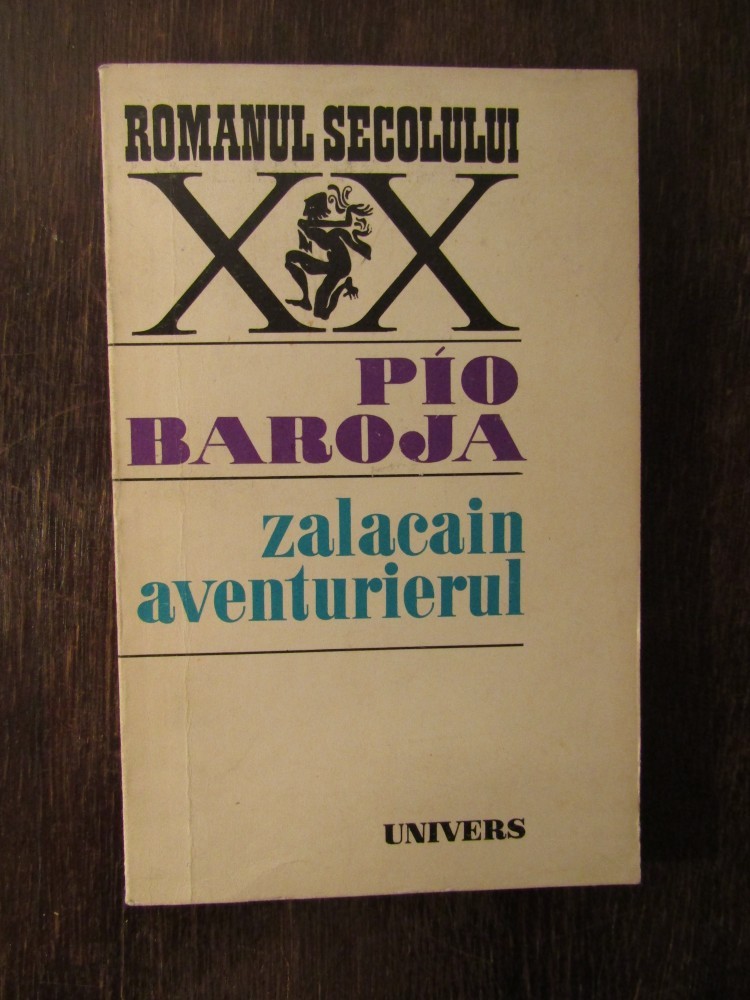 ROMANUL SECOLULUI
XX
PÍO
BAROJA
zalacain
aventurierul
UNIVERS